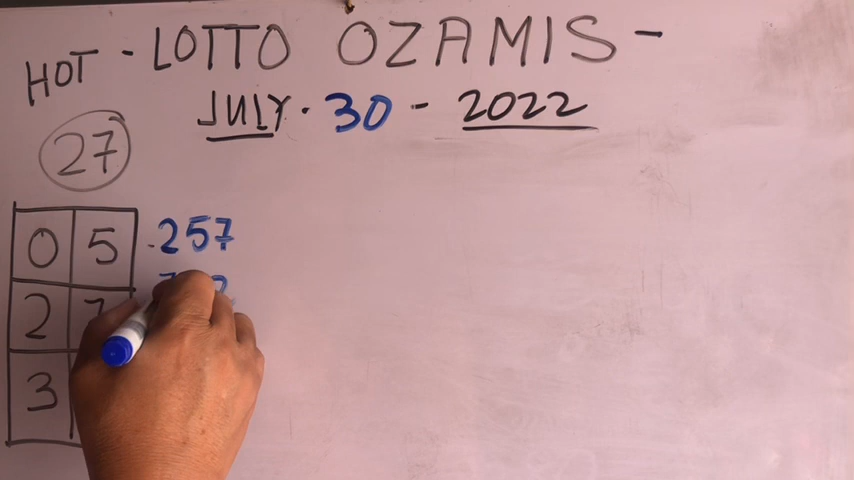 HOT - LOTTO OZAMIS -
JULY. 30 - 2022
27
0 5 .257
2
3